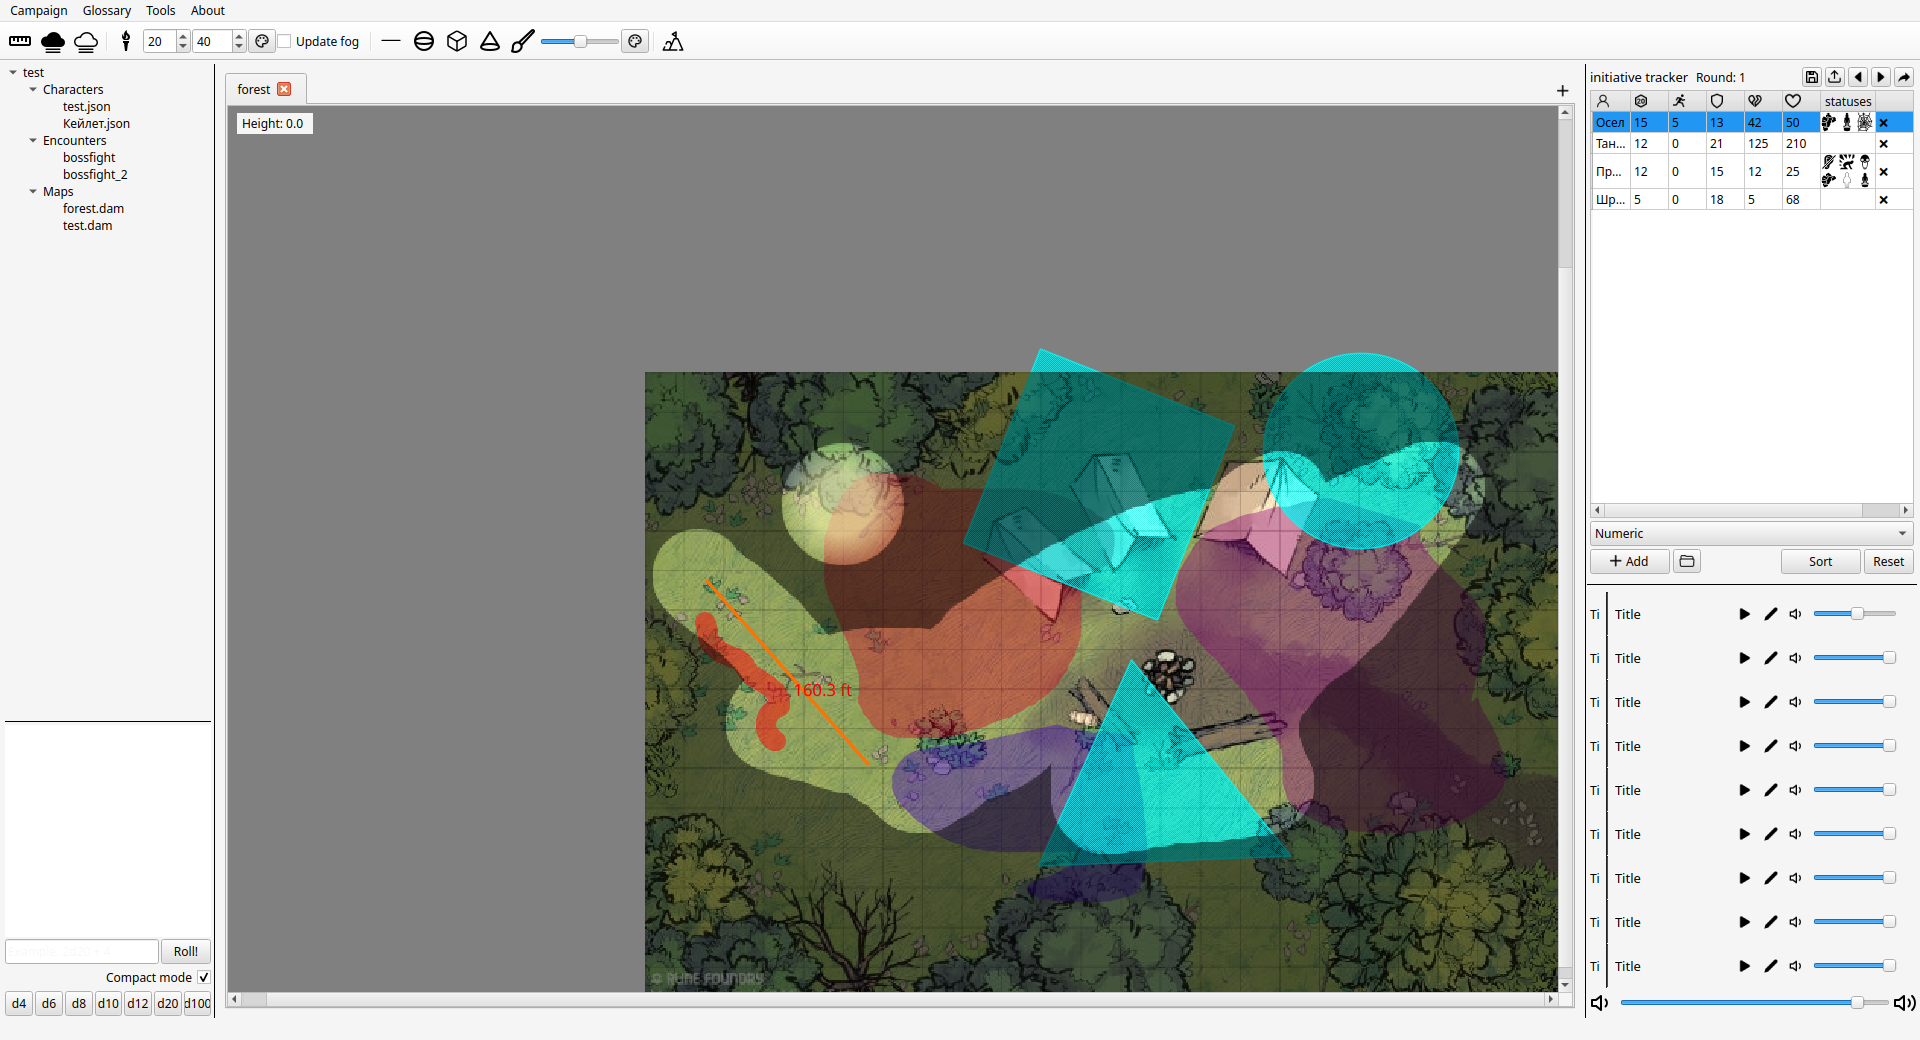 Campaign Glossary Tools About
20 40 Update fog
test
Characters
test.json
Кейлет.json
Encounters
bossfight
bossfight_2
Maps
forest.dam
test.dam
Roll!
Compact mode
d4 d6 d8 d10 d12 d20 d100
forest
Height: 0.0
160.3 ft
© RUNE FOUNDRY
initiative tracker Round: 1
20 statuses
Осел 15 5 13 42 50
Тан... 12 0 21 125 210
Пр... 12 0 15 12 25
Шр... 5 0 18 5 68
Numeric
Add Sort Reset
Ti Title
Ti Title
Ti Title
Ti Title
Ti Title
Ti Title
Ti Title
Ti Title
Ti Title